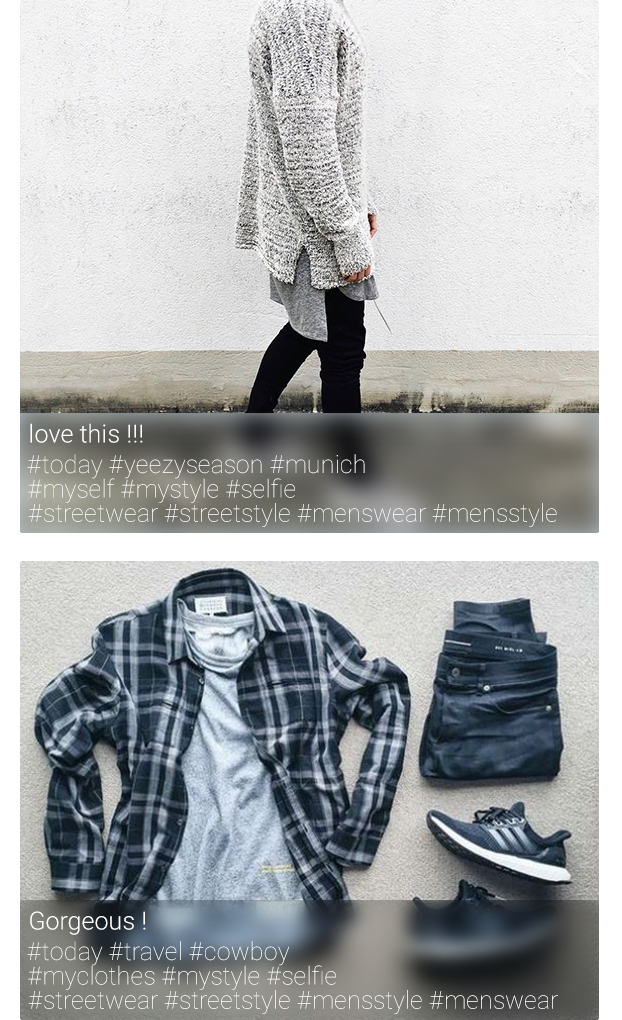 love this !!!
#today #yeezyseason #munich
#myself #mystyle #selfie
#streetwear #streetstyle #menswear #mensstyle
Gorgeous !
#today #travel #cowboy
#myclothes #mystyle #selfie
#streetwear #streetstyle #mensstyle #menswear